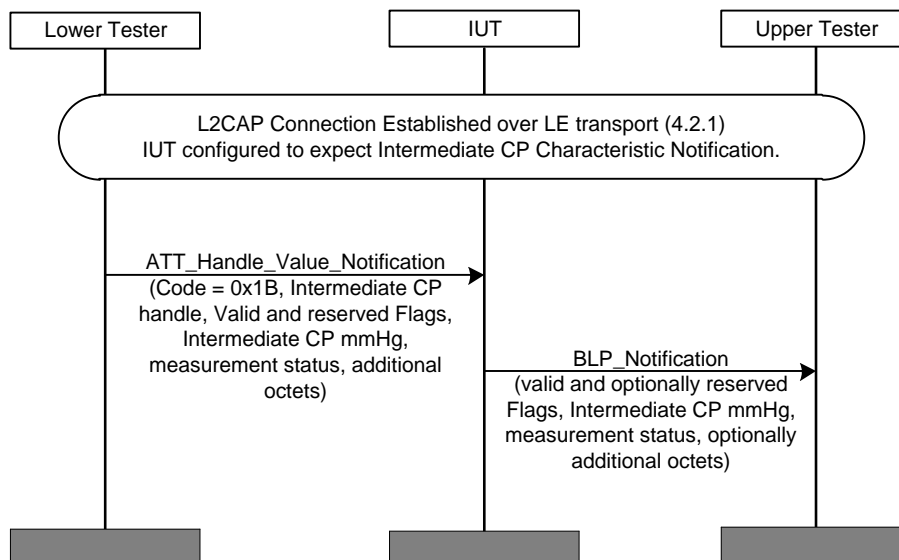 Lower Tester
IUT
Upper Tester
L2CAP Connection Established over LE transport (4.2.1)
IUT configured to expect Intermediate CP Characteristic Notification.
ATT_Handle_Value_Notification
(Code = 0x1B, Intermediate CP
handle, Valid and reserved Flags,
Intermediate CP mmHg,
measurement status, additional
octets)
BLP_Notification
(valid and optionally reserved
Flags, Intermediate CP mmHg,
measurement status, optionally
additional octets)